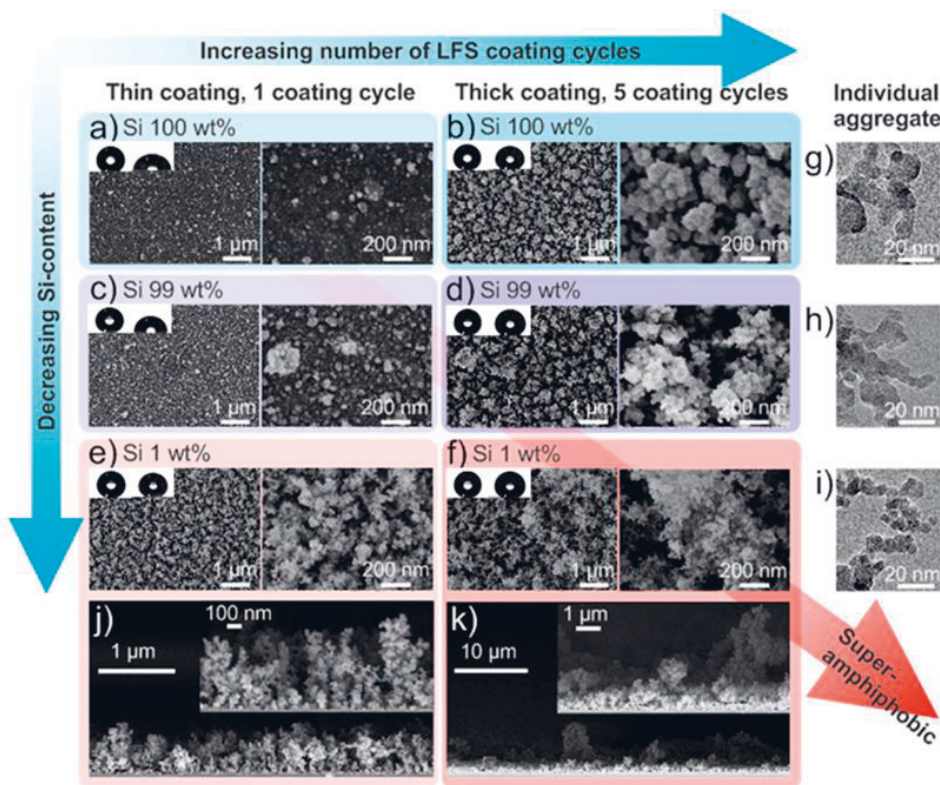 Increasing number of LFS coating cycles
Decreasing Si-content
Thin coating, 1 coating cycle
Thick coating, 5 coating cycles
Individual
aggregate
a) Si 100 wt%
1 µm
200 nm
b) Si 100 wt%
1 µm
200 nm
g)
20 nm
c) Si 99 wt%
1 µm
200 nm
d) Si 99 wt%
1 µm
200 nm
h)
20 nm
e) Si 1 wt%
1 µm
200 nm
f) Si 1 wt%
1 µm
200 nm
i)
20 nm
j)
1 µm
100 nm
k)
10 µm
1 µm
Super-
amphiphobic